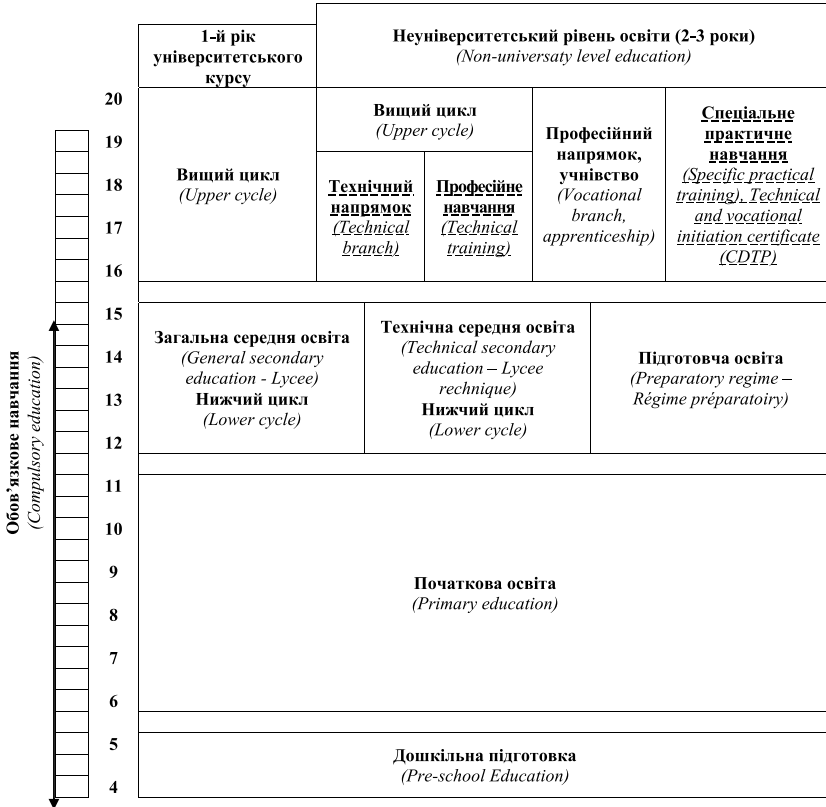 1-й рік
університетського
курсу
Неуніверситетський рівень освіти (2-3 роки)
(Non-universaty level education)
20
19
18
17
16
Вищий цикл
(Upper cycle)
Вищий цикл
(Upper cycle)
Технічний
напрямок
(Technical
branch)
Професійне
навчання
(Technical
training)
Професійний
напрямок,
учнівство
(Vocational
branch,
apprenticeship)
Спеціальне
практичне
навчання
(Specific practical
training), Technical
and vocational
initiation certificate
(CDTP)
15
14
13
12
Загальна середня освіта
(General secondary
education - Lycee)
Нижчий цикл
(Lower cycle)
Технічна середня освіта
(Technical secondary
education – Lycee
rechnique)
Нижчий цикл
(Lower cycle)
Підготовча освіта
(Preparatory regime –
Régime préparatoiry)
Обов’язкове навчання
(Compulsory education)
11
10
9
8
7
6
Початкова освіта
(Primary education)
5
4
Дошкільна підготовка
(Pre-school Education)